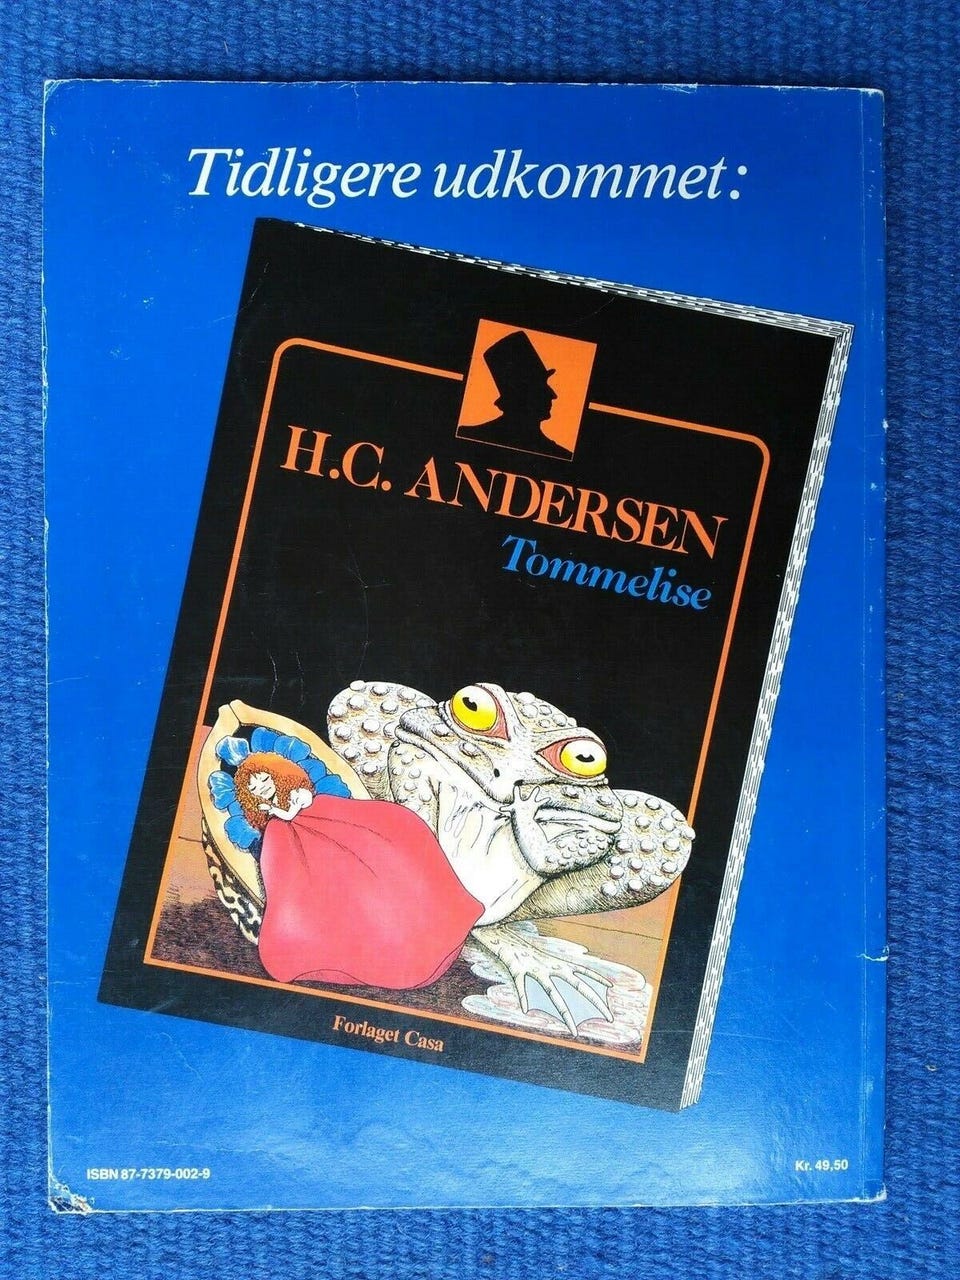 Tidligere udkommet:
H.C. ANDERSEN
Tommelise
Forlaget Casa
ISBN 87-7379-002-9
Kr. 49,50